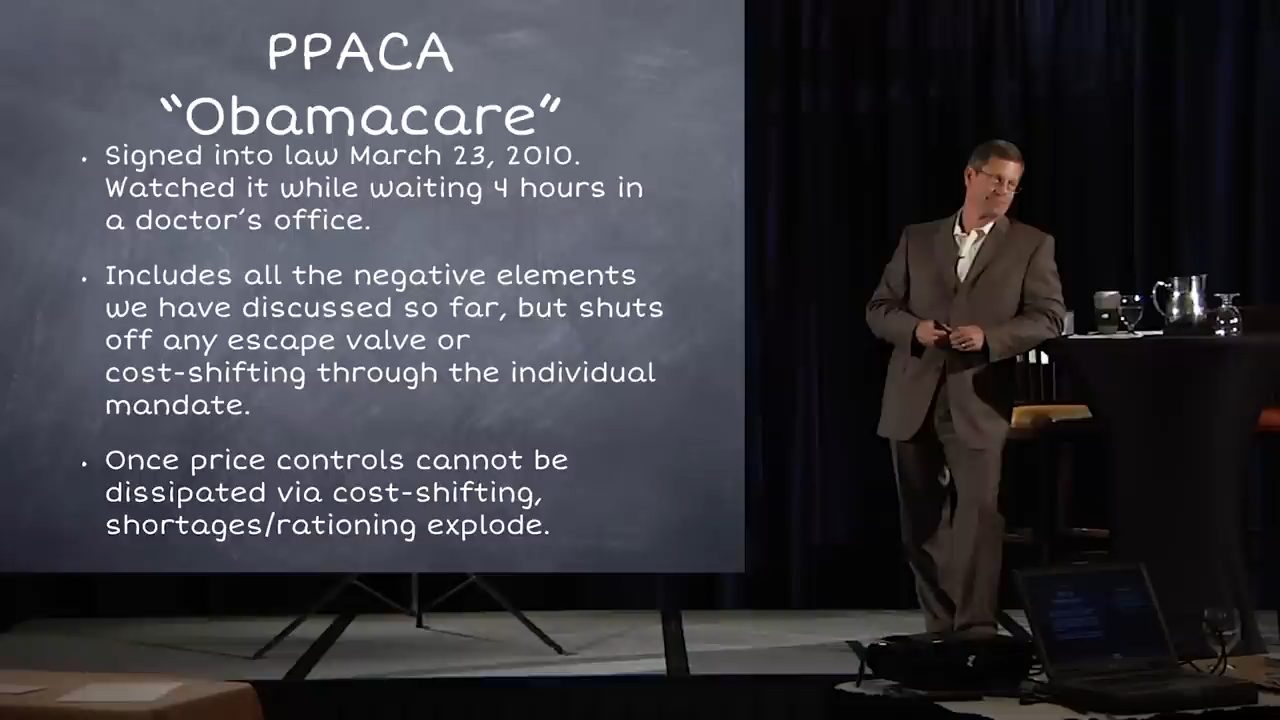 PPACA
“Obamacare”
• Signed into law March 23, 2010.
Watched it while waiting 4 hours in
a doctor’s office.
• Includes all the negative elements
we have discussed so far, but shuts
off any escape valve or
cost-shifting through the individual
mandate.
• Once price controls cannot be
dissipated via cost-shifting,
shortages/rationing explode.